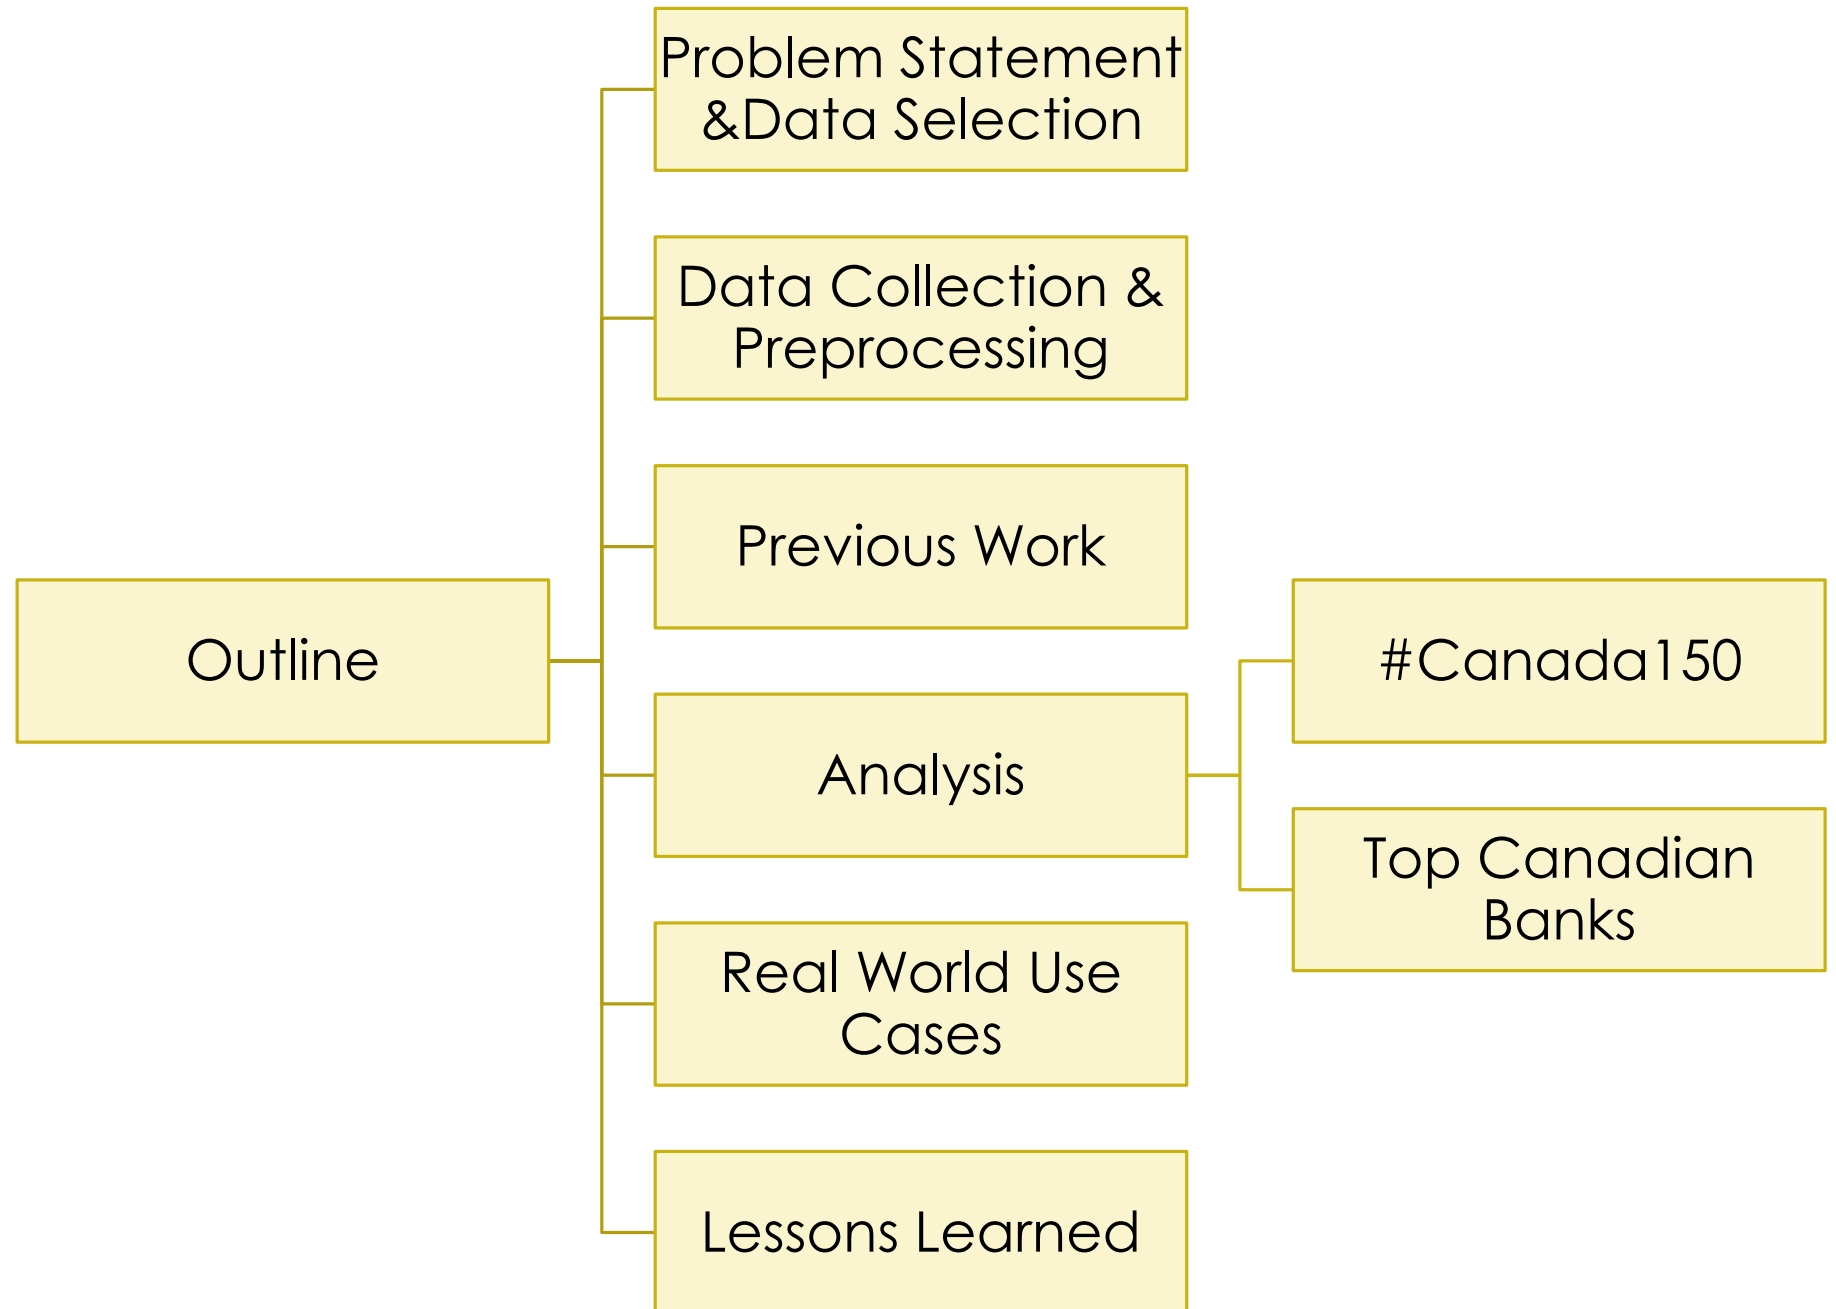 Outline
Problem Statement
&Data Selection
Data Collection &
Preprocessing
Previous Work
Analysis
#Canada150
Top Canadian
Banks
Real World Use
Cases
Lessons Learned